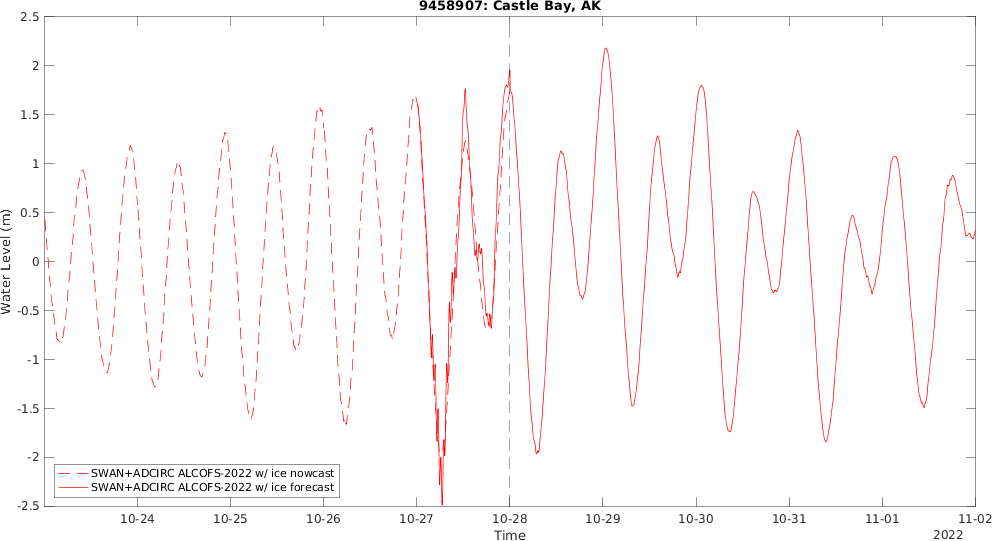 9458907: Castle Bay, AK
2.5
2
1.5
1
0.5
0
-0.5
-1
-1.5
-2
-2.5
Water Level (m)
SWAN+ADCIRC ALCOFS-2022 w/ ice nowcast
SWAN+ADCIRC ALCOFS-2022 w/ ice forecast
10-24 10-25 10-26 10-27 10-28 10-29 10-30 10-31 11-01 11-02
Time
2022